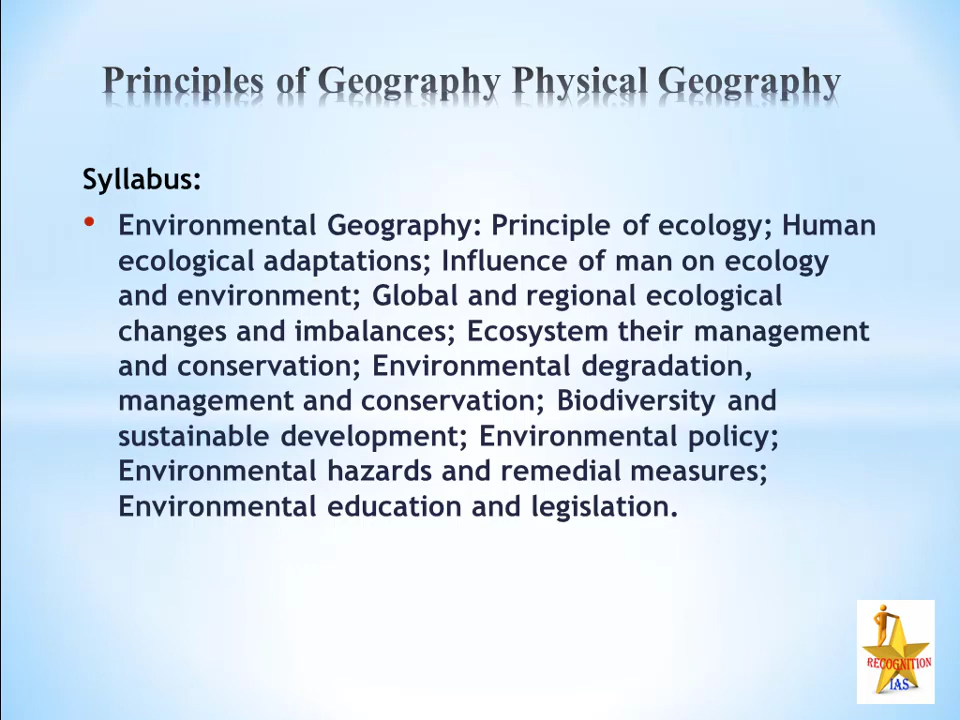 Principles of Geography Physical Geography
Syllabus:
• Environmental Geography: Principle of ecology; Human
ecological adaptations; Influence of man on ecology
and environment; Global and regional ecological
changes and imbalances; Ecosystem their management
and conservation; Environmental degradation,
management and conservation; Biodiversity and
sustainable development; Environmental policy;
Environmental hazards and remedial measures;
Environmental education and legislation.
RECOGNITION
IAS